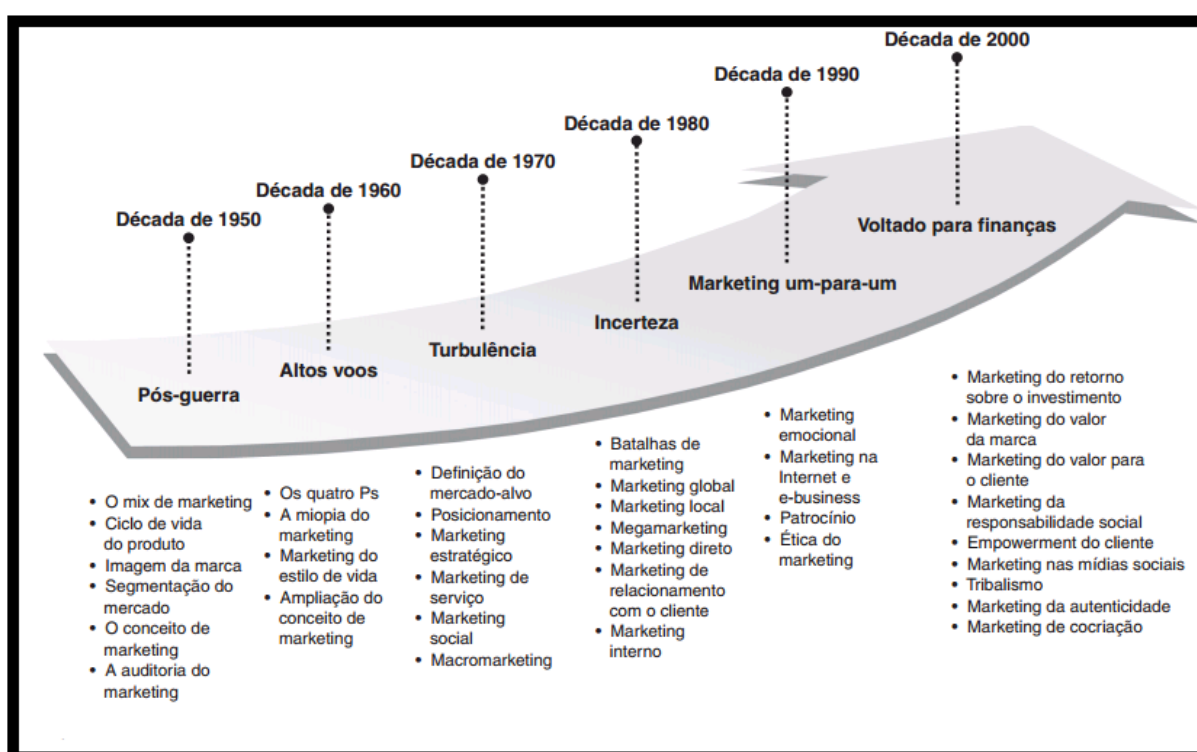 Década de 1950
Década de 1960
Década de 1970
Década de 1980
Década de 1990
Década de 2000
Pós-guerra
Altos voos
Turbulência
Incerteza
Marketing um-para-um
Voltado para finanças
• O mix de marketing
• Ciclo de vida
do produto
• Imagem da marca
• Segmentação do
mercado
• O conceito de
marketing
• A auditoria do
marketing
• Os quatro Ps
• A miopia do
marketing
• Marketing do
estilo de vida
• Ampliação do
conceito de
marketing
• Definição do
mercado-alvo
• Posicionamento
• Marketing
estratégico
• Marketing de
serviço
• Marketing
social
• Macromarketing
• Batalhas de
marketing
• Marketing global
• Marketing local
• Megamarketing
• Marketing direto
• Marketing de
relacionamento
com o cliente
• Marketing
interno
• Marketing
emocional
• Marketing na
Internet e
e-business
• Patrocínio
• Ética do
marketing
• Marketing do retorno
sobre o investimento
• Marketing do valor
da marca
• Marketing do valor para
o cliente
• Marketing da
responsabilidade social
• Empowerment do cliente
• Marketing nas mídias sociais
• Tribalismo
• Marketing da autenticidade
• Marketing de cocriação